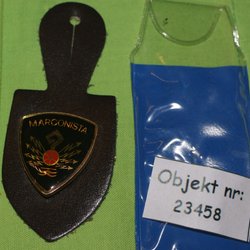 MARCONISTA
Objekt nr:
23458